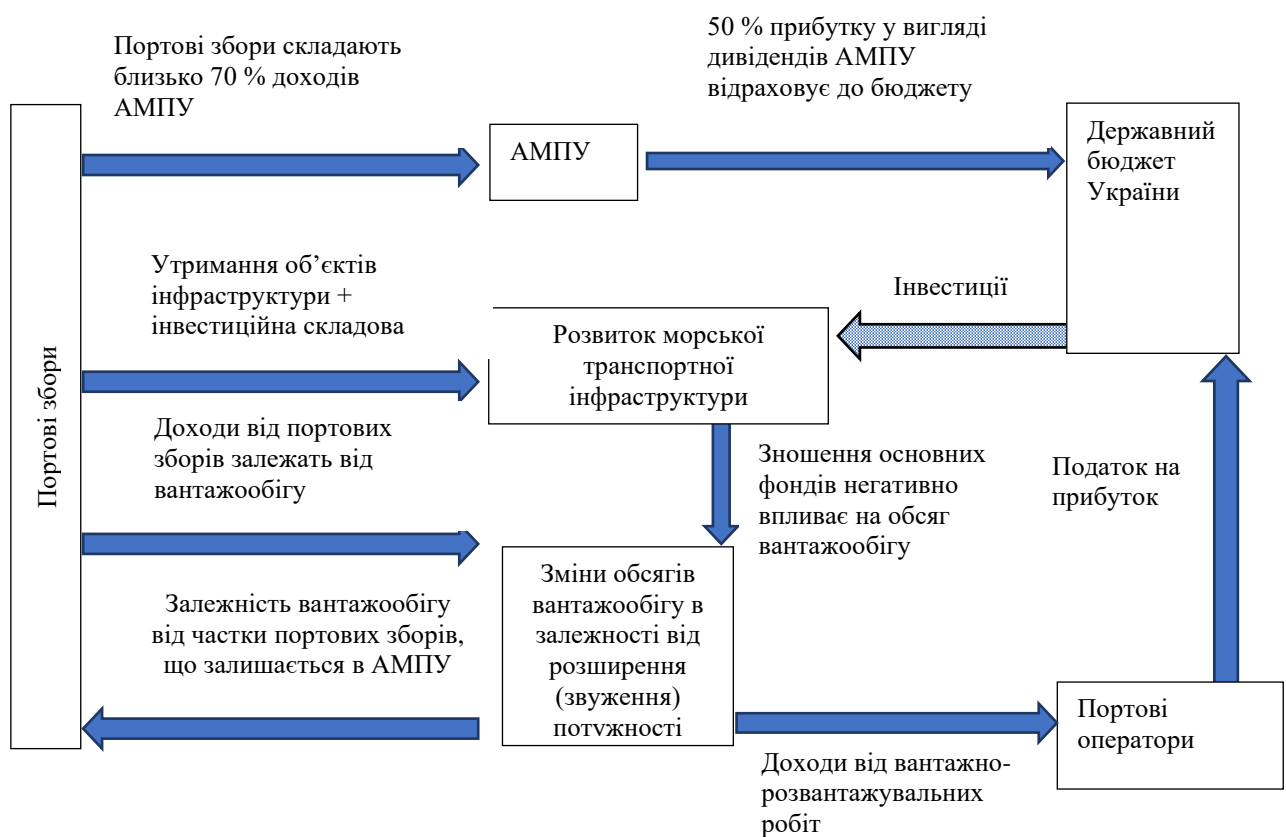 Портові збори складають
близько 70 % доходів
АМПУ
50 % прибутку у вигляді
дивідендів АМПУ
відраховує до бюджету
Портові збори
АМПУ
Державний
бюджет
України
Утримання об’єктів
інфраструктури +
інвестиційна складова
Інвестиції
Розвиток морської
транспортної
інфраструктури
Доходи від портових
зборів залежать від
вантажообігу
Зношення основних
фондів негативно
впливає на обсяг
вантажообігу
Податок на
прибуток
Залежність вантажообігу
від частки портових зборів,
що залишається в АМПУ
Зміни обсягів
вантажообігу в
залежності від
розширення
(звуження)
потужності
Портові
оператори
Доходи від вантажно-
розвантажувальних
робіт